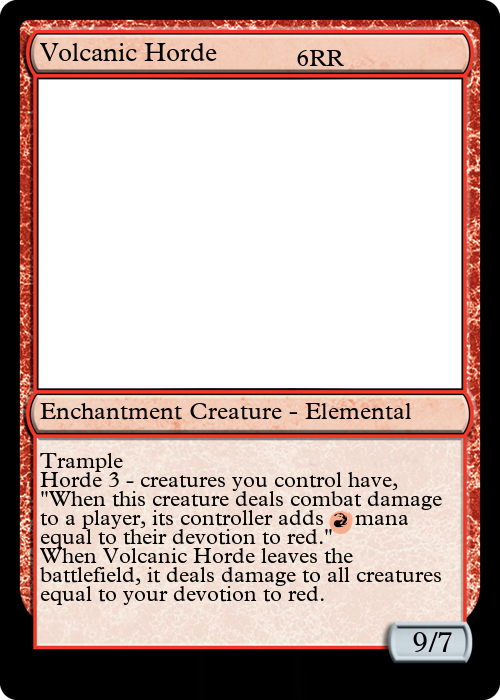 Volcanic Horde 6RR
Enchantment Creature - Elemental
Trample
Horde 3 - creatures you control have,
"When this creature deals combat damage
to a player, its controller adds mana
equal to their devotion to red."
When Volcanic Horde leaves the
battlefield, it deals damage to all creatures
equal to your devotion to red.
9/7